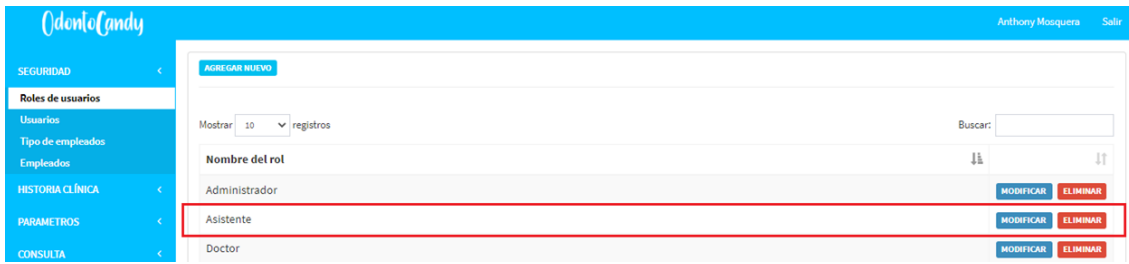 OdontoCandy
Anthony Mosquera Salir
SEGURIDAD
Roles de usuarios
Usuarios
Tipo de empleados
Empleados
HISTORIA CLÍNICA
PARAMETROS
CONSULTA
AGREGAR NUEVO
Mostrar 10 registros Buscar:
Nombre del rol
Administrador MODIFICAR ELIMINAR
Asistente MODIFICAR ELIMINAR
Doctor MODIFICAR ELIMINAR